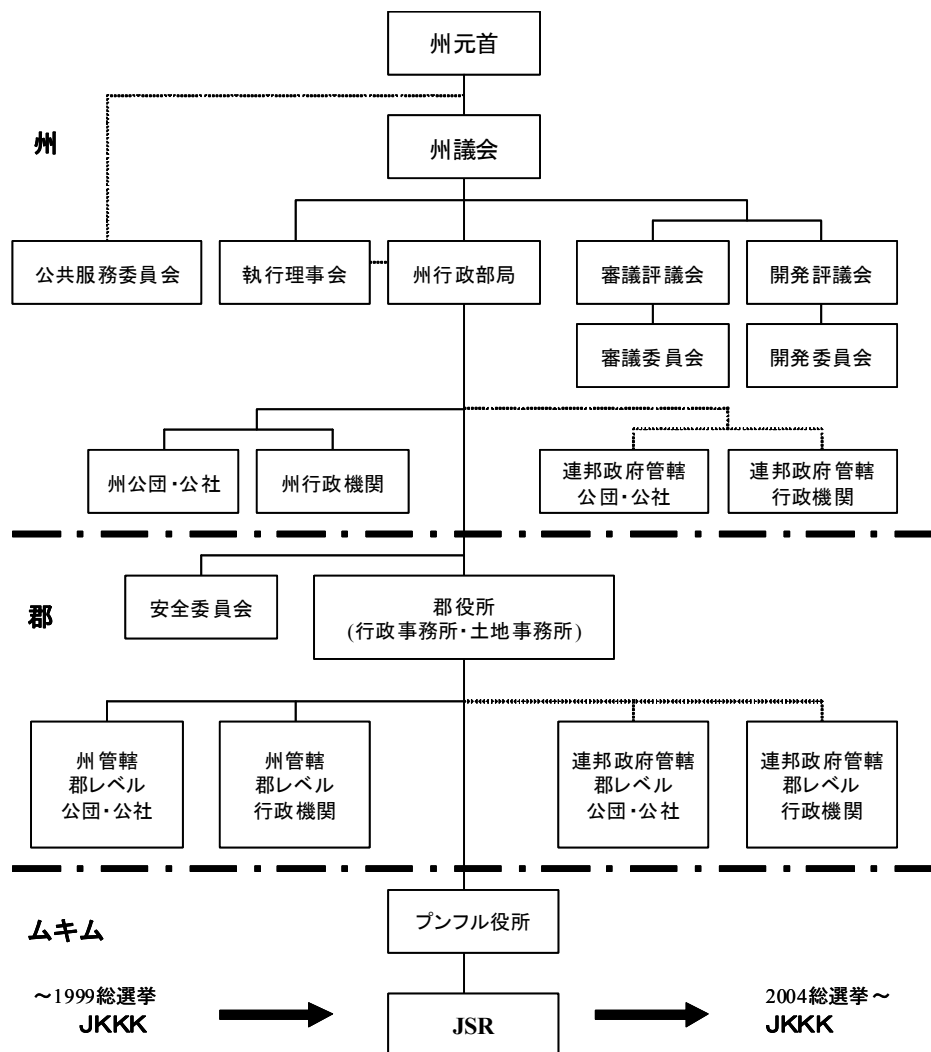 州元首
州
州議会
公共服務委員会
執行理事会
州行政部局
審議評議会
開発評議会
審議委員会
開発委員会
州公団・公社
州行政機関
連邦政府管轄
公団・公社
連邦政府管轄
行政機関
郡
安全委員会
郡役所
(行政事務所・土地事務所)
州管轄
郡レベル
公団・公社
州管轄
郡レベル
行政機関
連邦政府管轄
郡レベル
公団・公社
連邦政府管轄
郡レベル
行政機関
ムキム
プンフル役所
～1999総選挙
JKKK
JSR
2004総選挙～
JKKK